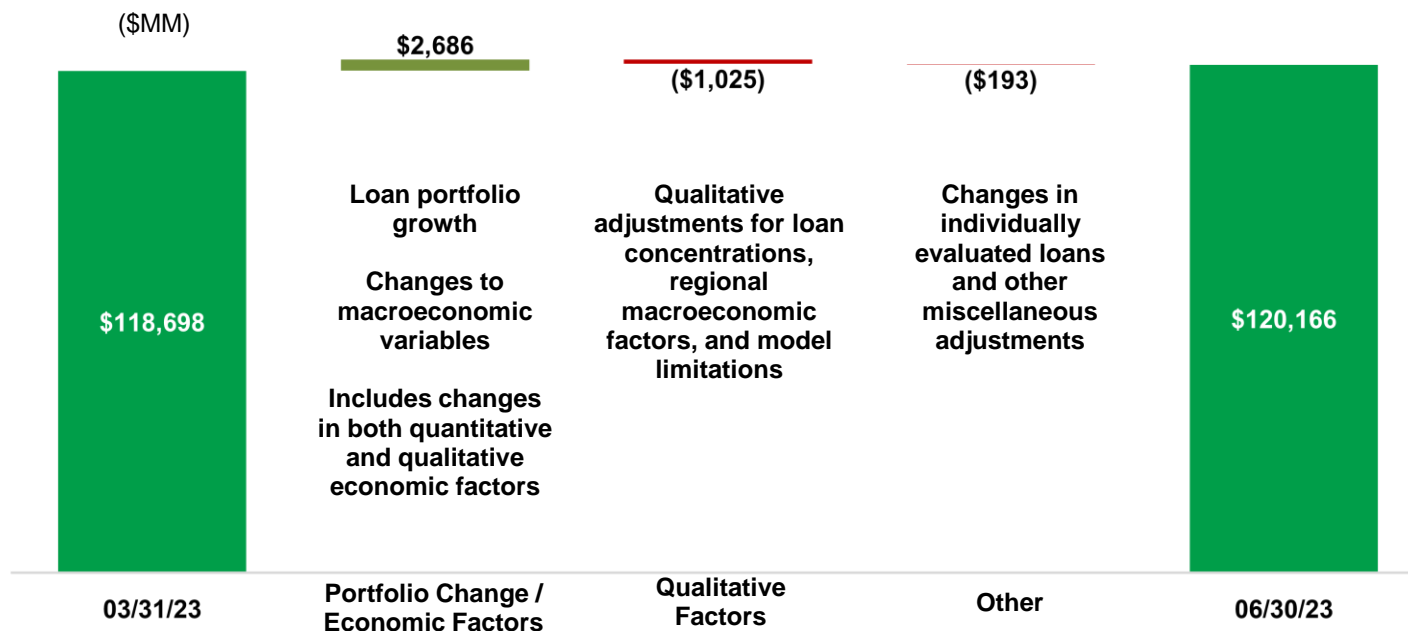 ($MM)
$2,686
($1,025)
($193)
$118,698
Loan portfolio
growth
Changes to
macroeconomic
variables
Includes changes
in both quantitative
and qualitative
economic factors
Qualitative
adjustments for loan
concentrations,
regional
macroeconomic
factors, and model
limitations
Changes in
individually
evaluated loans
and other
miscellaneous
adjustments
$120,166
03/31/23
Portfolio Change /
Economic Factors
Qualitative
Factors
Other
06/30/23